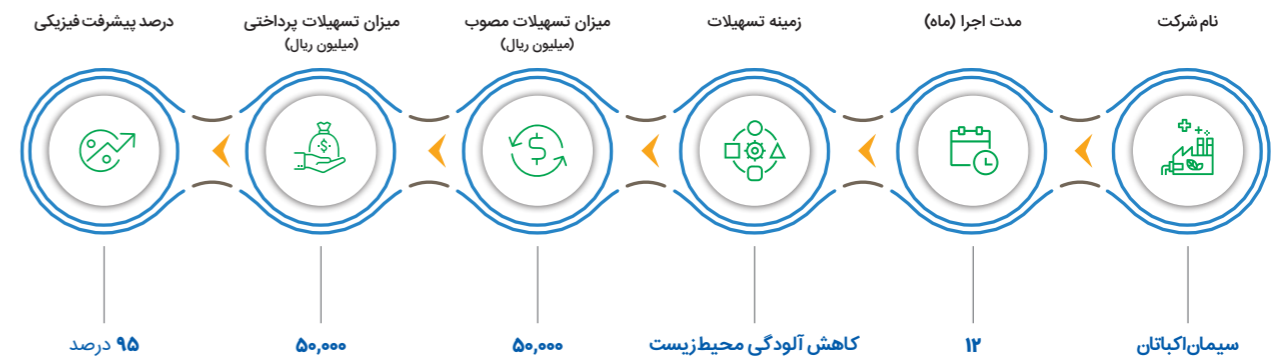 نام شرکت
مدت اجرا (ماه)
زمینه تسهیلات
میزان تسهیلات مصوب
(میلیون ریال)
میزان تسهیلات پرداختی
(میلیون ریال)
درصد پیشرفت فیزیکی
سیمان اکباتان
۱۲
کاهش آلودگی محیط‌زیست
۵۰,۰۰۰
۵۰,۰۰۰
۹۵ درصد